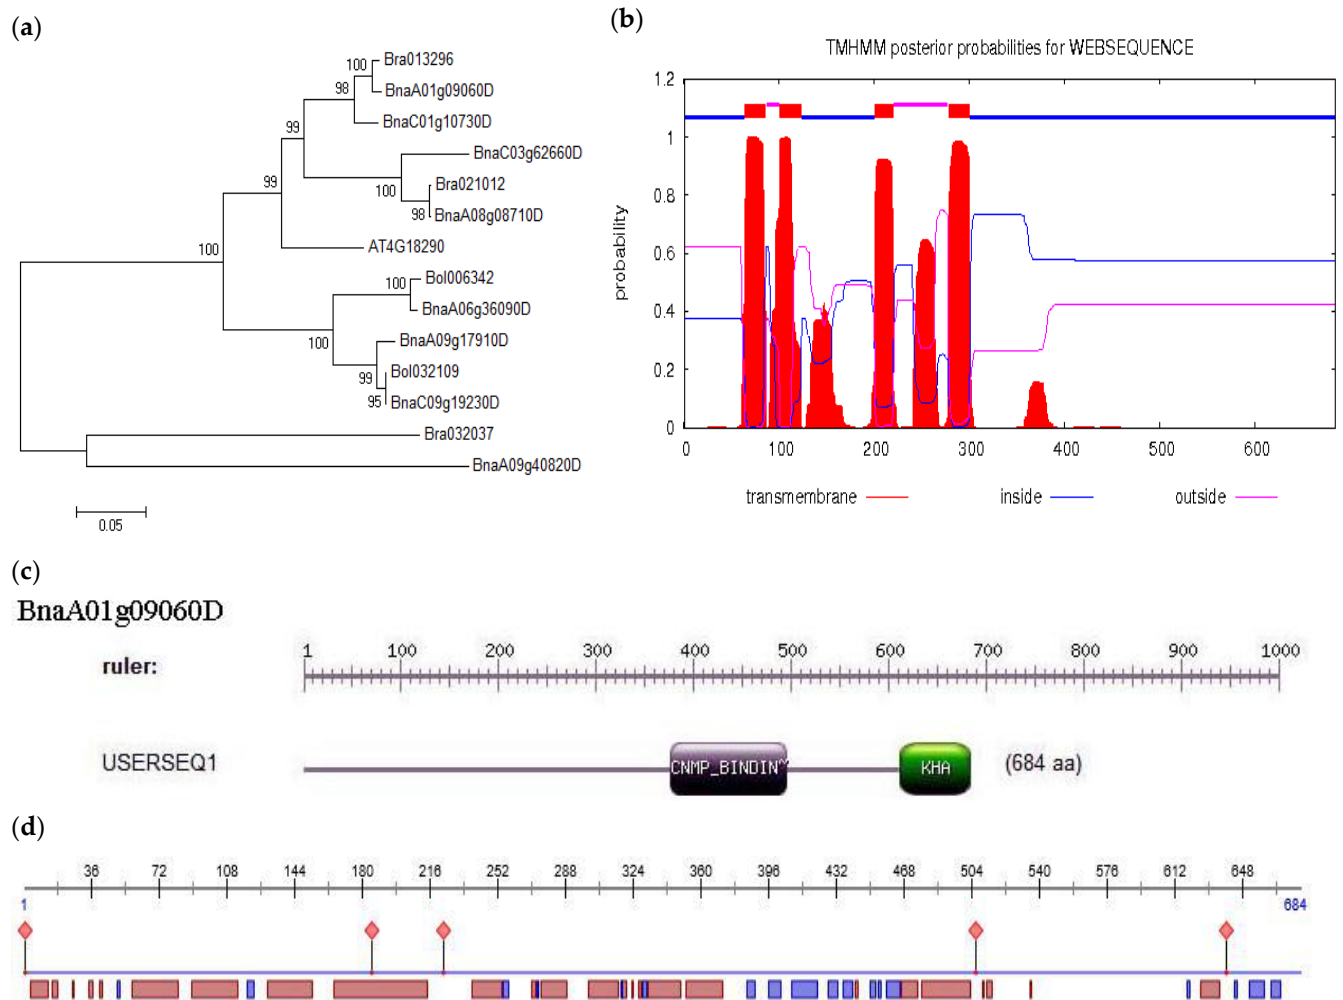 (a)
Bra013296
BnaA01g09060D
BnaC01g10730D
BnaC03g62660D
Bra021012
BnaA08g08710D
AT4G18290
Bol006342
BnaA06g36090D
BnaA09g17910D
Bol032109
BnaC09g19230D
Bra032037
BnaA09g40820D
100
98
99
99
100
98
100
100
100
99
95
0.05
(b)
TMHMM posterior probabilities for WEBSEQUENCE
probability
1.2
1
0.8
0.6
0.4
0.2
0
0 100 200 300 400 500 600
transmembrane inside outside
(c)
BnaA01g09060D
ruler:
1 100 200 300 400 500 600 700 800 900 1000
USERSEQ1
CNMP_BINDIN~
KHA
(684 aa)
(d)
36 72 108 144 180 216 252 288 324 360 396 432 468 504 540 576 612 648
1 684